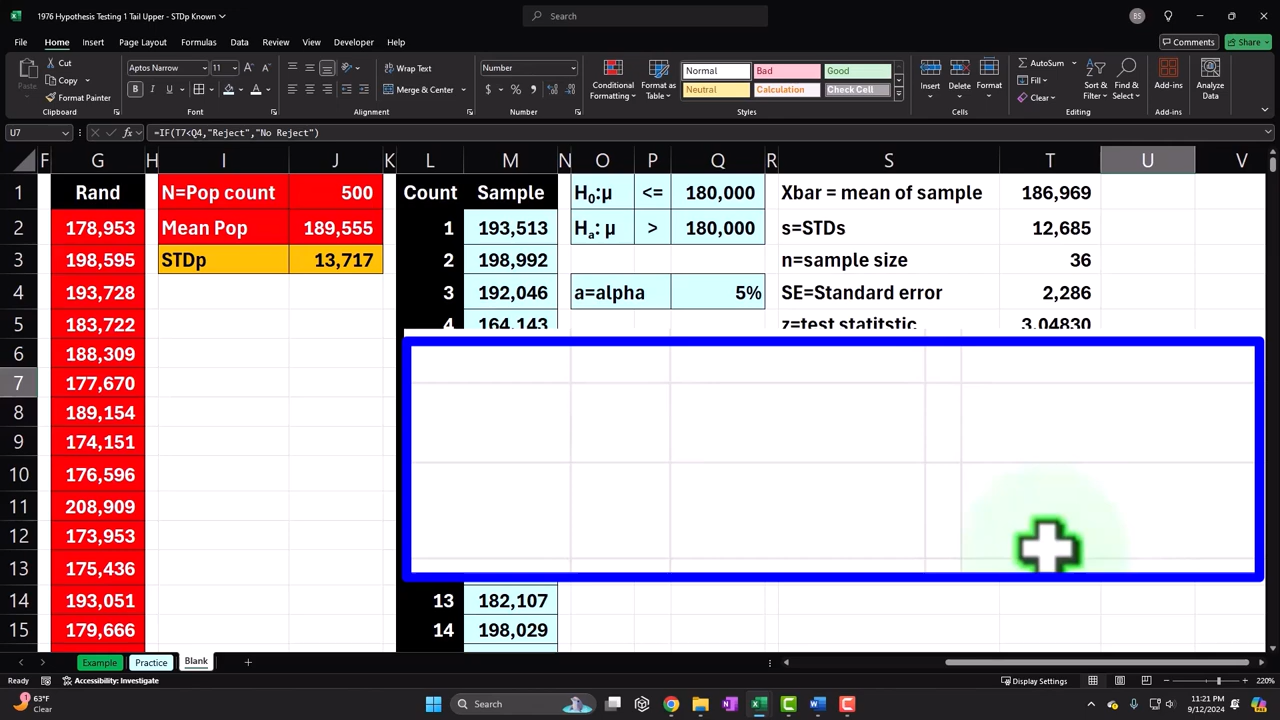 1976 Hypothesis Testing 1 Tail Upper - STDp Known
Search
BS
File Home Insert Page Layout Formulas Data Review View Developer Help
Comments Share
Paste
Cut
Copy
Format Painter
Clipboard
Aptos Narrow 11
B I U
Font
Wrap Text
Merge & Center
Alignment
Number
$ % ,
Number
Conditional Formatting
Format as Table
Normal Bad Good
Neutral Calculation Check Cell
Styles
Insert Delete Format
Cells
AutoSum
Fill
Clear
Sort & Filter
Find & Select
Editing
Add-ins
Add-ins
Analyze Data
U7 fx =IF(T7<Q4,"Reject","No Reject")
F G H I J K L M N O P Q R S T U V
1 Rand N=Pop count 500 Count Sample H0:µ <= 180,000 Xbar = mean of sample 186,969
2 178,953 Mean Pop 189,555 1 193,513 Ha: µ > 180,000 s=STDs 12,685
3 198,595 STDp 13,717 2 198,992 n=sample size 36
4 193,728 3 192,046 a=alpha 5% SE=Standard error 2,286
5 183,722 4 164,143 z=test statitstic 3.04830
6 188,309
7 177,670
8 189,154
9 174,151
10 176,596
11 208,909
12 173,953
13 175,436
14 193,051 13 182,107
15 179,666 14 198,029
Example Practice Blank
Ready Accessibility: Investigate Display Settings 220%
1
63°F
Clear
Search
11:21 PM
9/12/2024